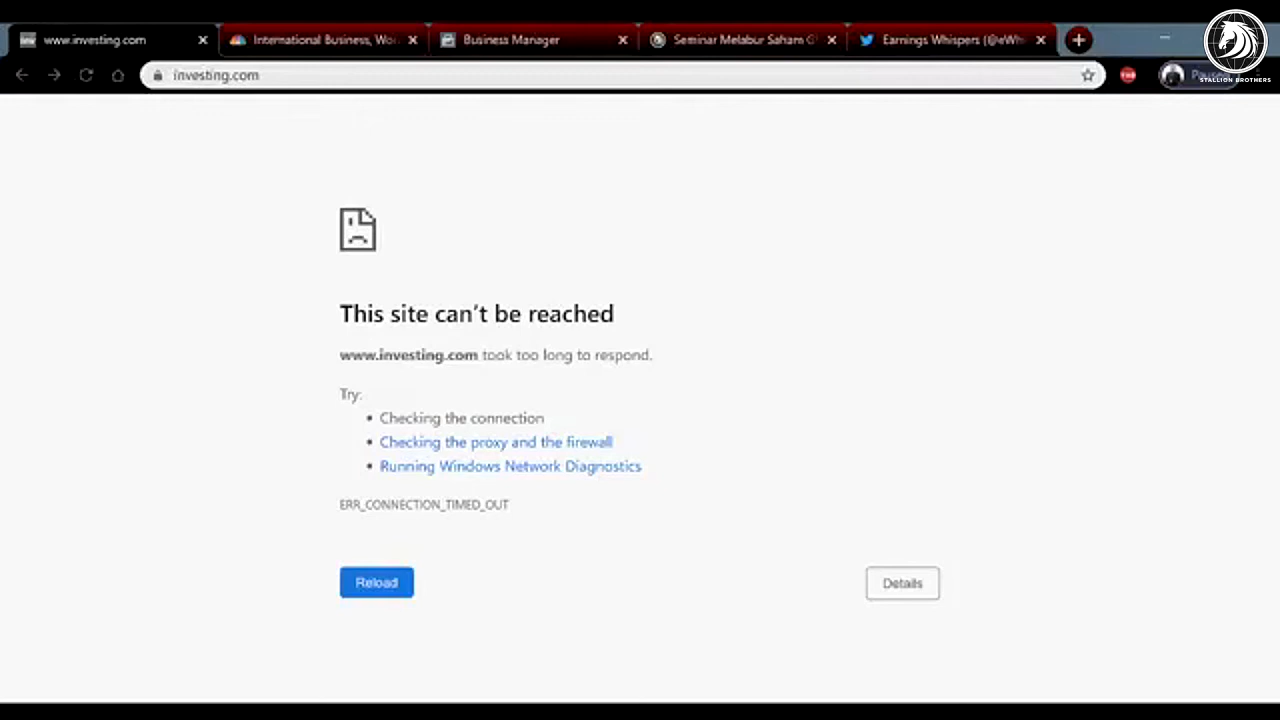 www.investing.com
International Business, Wo
Business Manager
Seminar Melabur Saham
Earnings Whispers (@eWh
investing.com
STALLION BROTHERS
This site can't be reached
www.investing.com took too long to respond.
Try:
• Checking the connection
• Checking the proxy and the firewall
• Running Windows Network Diagnostics
ERR_CONNECTION_TIMED_OUT
Reload
Details